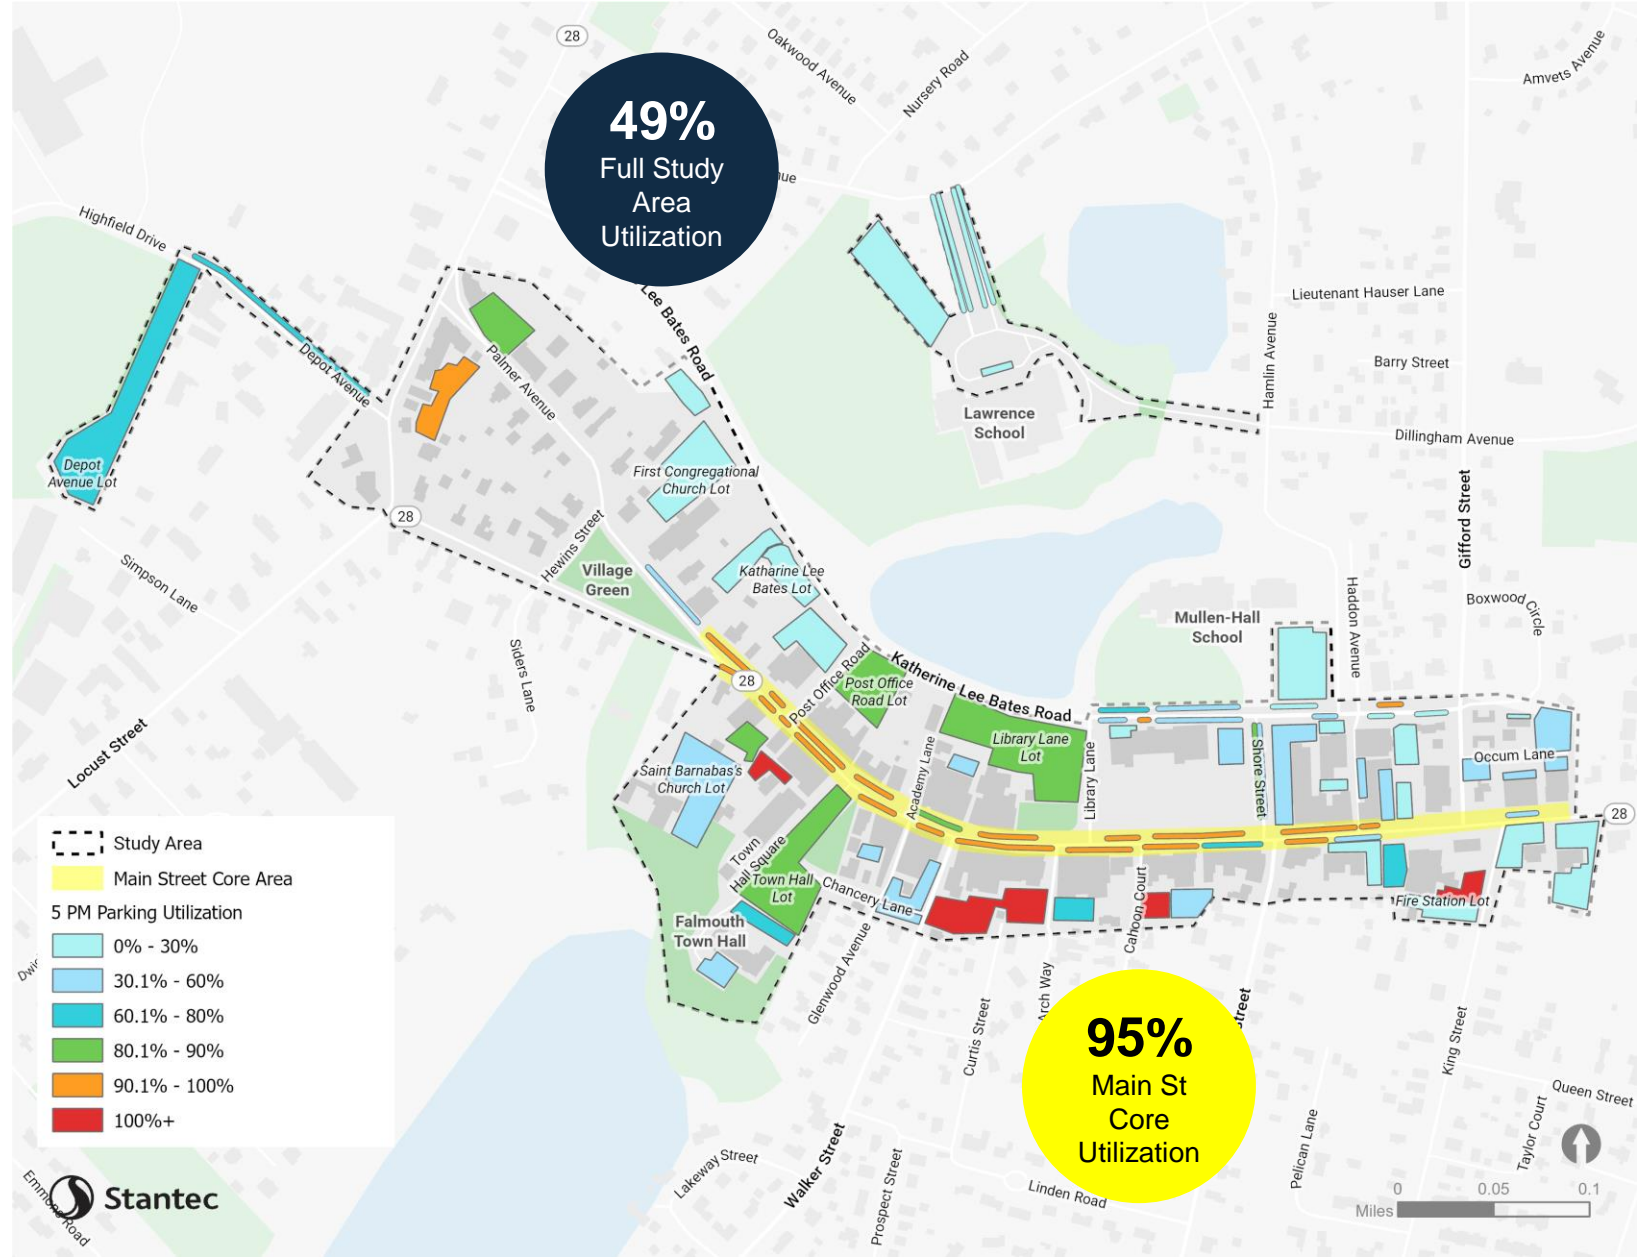 28
Oakwood Avenue
Nursery Road
Amvets Avenue
49%
Full Study
Area
Utilization
nue
Highfield Drive
Lee Bates Road
Lieutenant Hauser Lane
Hamlin Avenue
Barry Street
Depot Avenue
Palmer Avenue
Lawrence
School
Dillingham Avenue
Depot
Avenue Lot
First Congregational
Church Lot
Gifford Street
28
Hewins Street
Simpson Lane
Village
Green
Katharine Lee
Bates Lot
Haddon Avenue
Boxwood Circle
Mullen-Hall
School
Siders Lane
Post Office Road
Katherine Lee Bates Road
28
Post Office
Road Lot
Locust Street
Library Lane
Lot
Academy Lane
Library Lane
Shore Street
Occum Lane
Saint Barnabas's
Church Lot
28
Town
Hall Square
Town Hall
Lot
Chancery Lane
Cahoon Court
Fire Station Lot
Falmouth
Town Hall
Glenwood Avenue
Study Area
Main Street Core Area
5 PM Parking Utilization
0% - 30%
30.1% - 60%
60.1% - 80%
80.1% - 90%
90.1% - 100%
100%+
Dwig
Curtis Street
Arch Way
95%
Main St
Core
Utilization
street
King Street
Queen Street
Taylor Court
Pelican Lane
Lakeway Street
Walker Street
Prospect Street
Linden Road
Emmons Road
Stantec
0 0.05 0.1
Miles